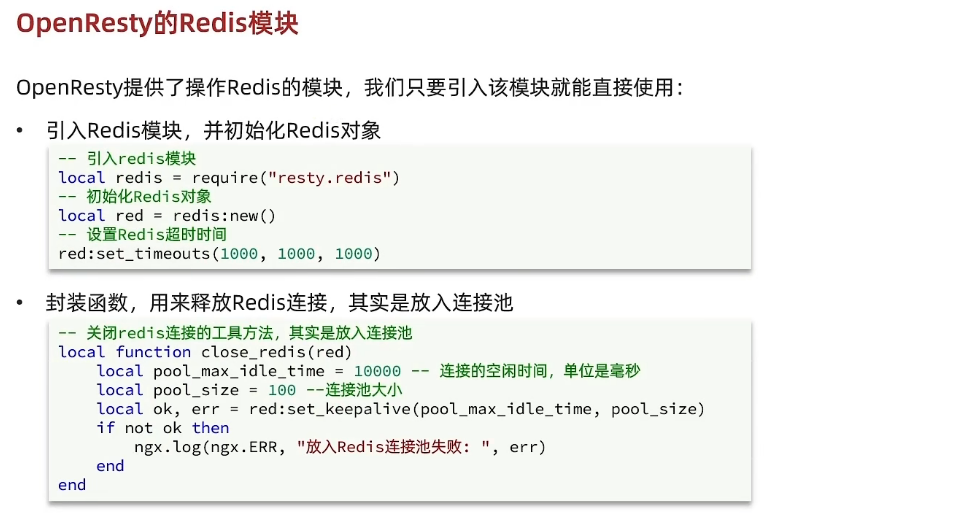 OpenResty的Redis模块
OpenResty提供了操作Redis的模块，我们只要引入该模块就能直接使用：
• 引入Redis模块，并初始化Redis对象
-- 引入redis模块
local redis = require("resty.redis")
-- 初始化Redis对象
local red = redis:new()
-- 设置Redis超时时间
red:set_timeouts(1000, 1000, 1000)
• 封装函数，用来释放Redis连接，其实是放入连接池
-- 关闭redis连接的工具方法，其实是放入连接池
local function close_redis(red)
    local pool_max_idle_time = 10000 -- 连接的空闲时间，单位是毫秒
    local pool_size = 100 --连接池大小
    local ok, err = red:set_keepalive(pool_max_idle_time, pool_size)
    if not ok then
        ngx.log(ngx.ERR, "放入Redis连接池失败: ", err)
    end
end